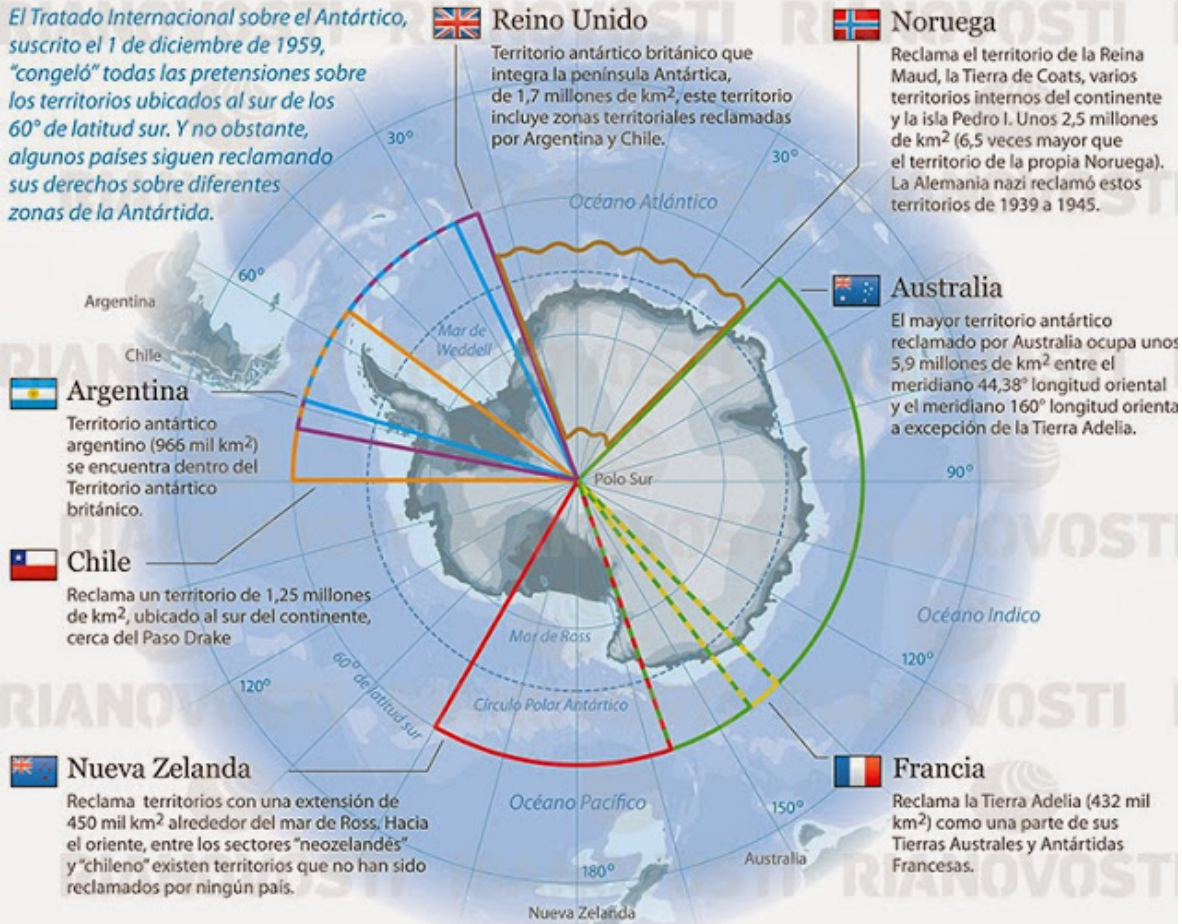 El Tratado Internacional sobre el Antártico,
suscrito el 1 de diciembre de 1959,
"congeló" todas las pretensiones sobre
los territorios ubicados al sur de los
60° de latitud sur. Y no obstante,
algunos países siguen reclamando
sus derechos sobre diferentes
zonas de la Antártida.
Reino Unido
Territorio antártico británico que
integra la península Antártica,
de 1,7 millones de km², este territorio
incluye zonas territoriales reclamadas
por Argentina y Chile.
Noruega
Reclama el territorio de la Reina
Maud, la Tierra de Coats, varios
territorios internos del continente
y la isla Pedro I. Unos 2,5 millones
de km² (6,5 veces mayor que
el territorio de la propia Noruega).
La Alemania nazi reclamó estos
territorios de 1939 a 1945.
Australia
El mayor territorio antártico
reclamado por Australia ocupa unos
5,9 millones de km² entre el
meridiano 44,38° longitud oriental
y el meridiano 160° longitud orienta
a excepción de la Tierra Adelia.
Argentina
Territorio antártico
argentino (966 mil km²)
se encuentra dentro del
Territorio antártico
británico.
Chile
Reclama un territorio de 1,25 millones
de km², ubicado al sur del continente,
cerca del Paso Drake
Nueva Zelanda
Reclama territorios con una extensión de
450 mil km² alrededor del mar de Ross. Hacia
el oriente, entre los sectores "neozelandés"
y "chileno" existen territorios que no han sido
reclamados por ningún país.
Francia
Reclama la Tierra Adelia (432 mil
km²) como una parte de sus
Tierras Australes y Antártidas
Francesas.
30°
30°
Océano Atlántico
60°
Argentina
Chile
Mar de
Weddell
Polo Sur
90°
Océano Indico
120°
120°
Mar de Ross
60° de latitud sur
Círculo Polar Antártico
Océano Pacífico
150°
180°
Australia
Nueva Zelanda
RIANOVOSTI